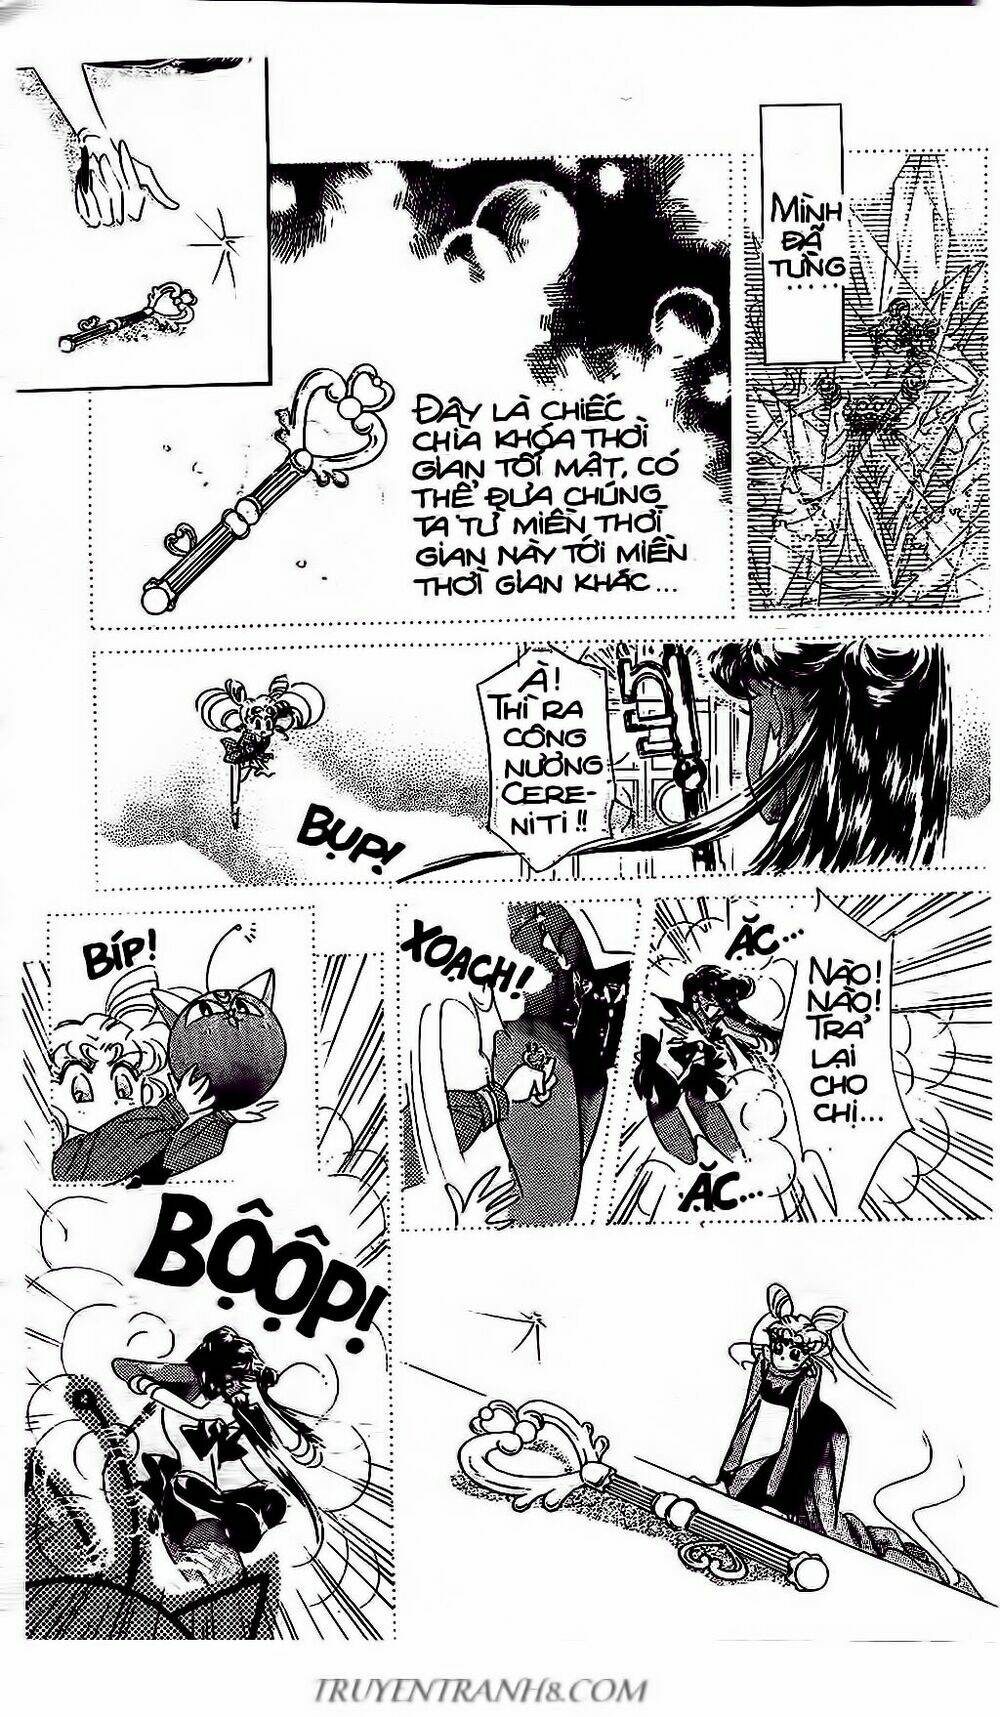 MÌNH
ĐÃ
TỪNG
......
ĐÂY LÀ CHIẾC
CHÌA KHÓA THỜI
GIAN TỐI MẬT, CÓ
THỂ ĐƯA CHÚNG
TA TỪ MIỀN THỜI
GIAN NÀY TỚI MIỀN
THỜI GIAN KHÁC...
À!
THÌ RA
CÔNG
NƯƠNG
CERE-
NITI!!
BỤP!
NÀO!
NÀO!
TRẢ
LẠI
CHO
CHỊ...
ẶC...
ẶC...
XOẠCH!
BÍP!
BỘỘP!
TRUYENTRANH8.COM